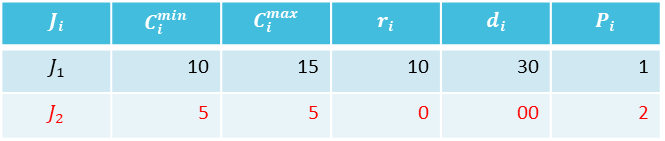 J_i C_i^min C_i^max r_i d_i P_i
J_1 10 15 10 30 1
J_2 5 5 0 00 2